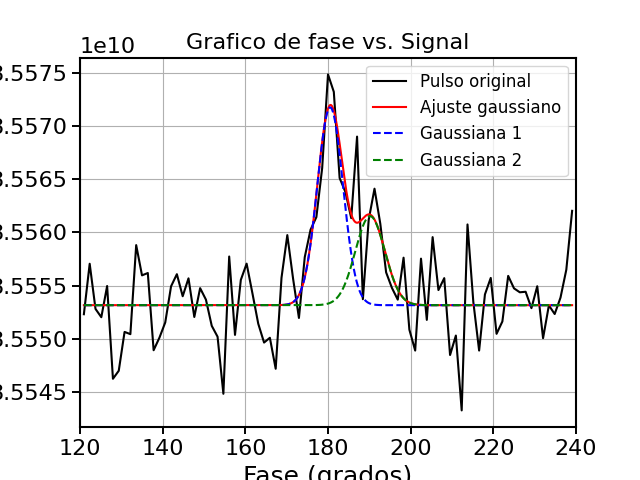 1e10
Grafico de fase vs. Signal
3.5575
3.5570
3.5565
3.5560
3.5555
3.5550
3.5545
Pulso original
Ajuste gaussiano
Gaussiana 1
Gaussiana 2
120 140 160 180 200 220 240
Fase (grados)